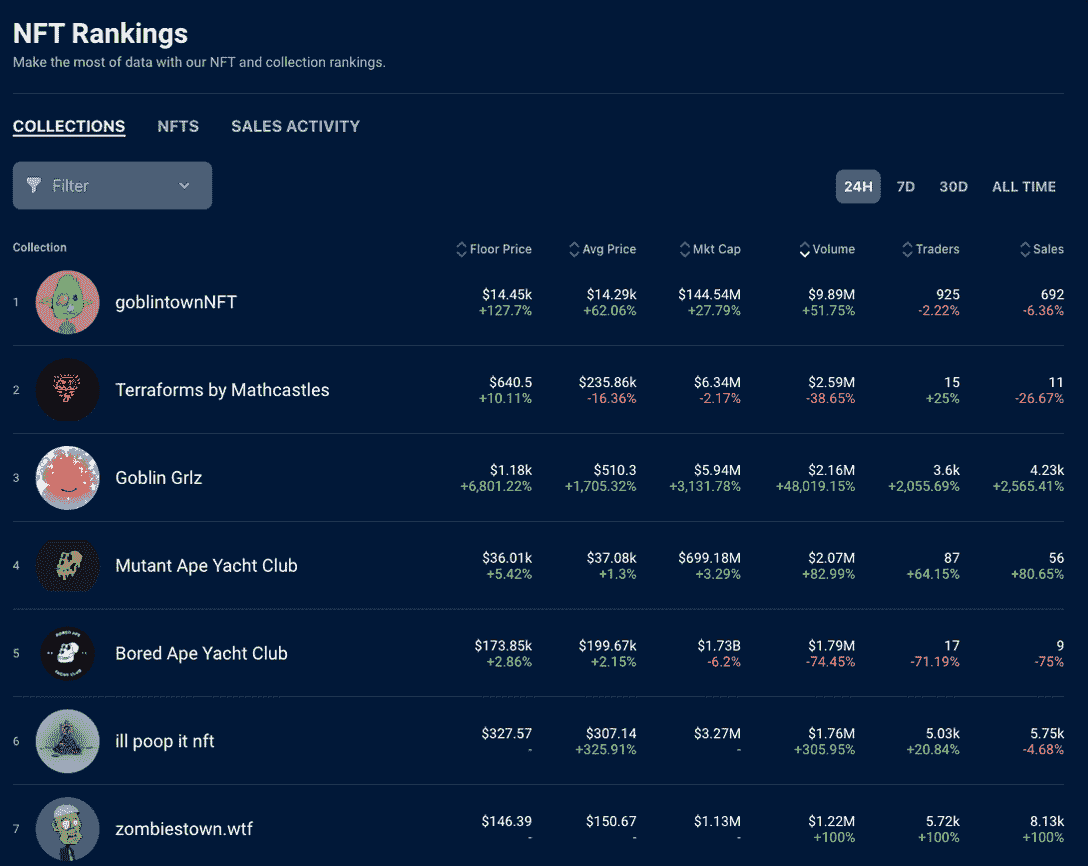 NFT Rankings
Make the most of data with our NFT and collection rankings.
COLLECTIONS NFTS SALES ACTIVITY
Filter 24H 7D 30D ALL TIME
Collection Floor Price Avg Price Mkt Cap Volume Traders Sales
1 goblintownNFT $14.45k $14.29k $144.54M $9.89M 925 692
+127.7% +62.06% +27.79% +51.75% -2.22% -6.36%
2 Terraforms by Mathcastles $640.5 $235.86k $6.34M $2.59M 15 11
+10.11% -16.36% -2.17% -38.65% +25% -26.67%
3 Goblin Grlz $1.18k $510.3 $5.94M $2.16M 3.6k 4.23k
+6,801.22% +1,705.32% +3,131.78% +48,019.15% +2,055.69% +2,565.41%
4 Mutant Ape Yacht Club $36.01k $37.08k $699.18M $2.07M 87 56
+5.42% +1.3% +3.29% +82.99% +64.15% +80.65%
5 Bored Ape Yacht Club $173.85k $199.67k $1.73B $1.79M 17 9
+2.86% +2.15% -6.2% -74.45% -71.19% -75%
6 ill poop it nft $327.57 $307.14 $3.27M $1.76M 5.03k 5.75k
- +325.91% - +305.95% +20.84% -4.68%
7 zombiestown.wtf $146.39 $150.67 $1.13M $1.22M 5.72k 8.13k
- - - +100% +100% +100%